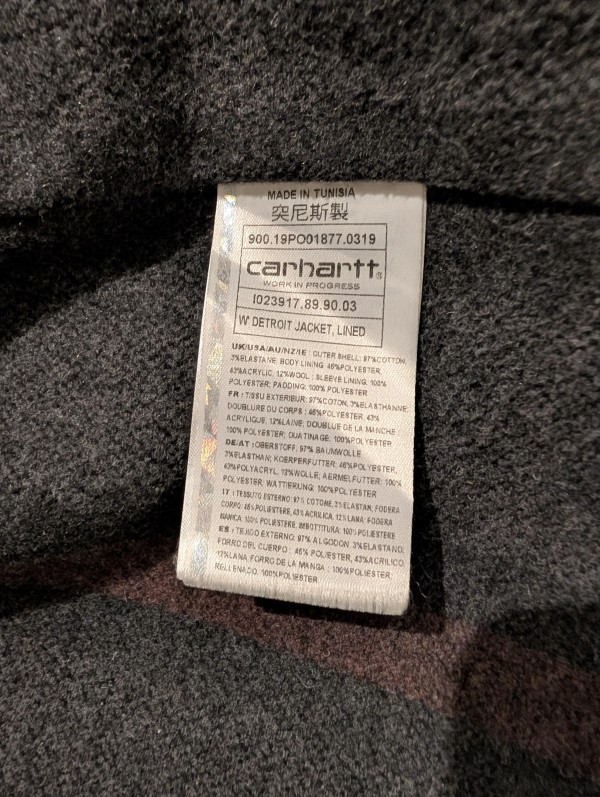 MADE IN TUNISIA
突尼斯製
900.19PO01877.0319
carhartt®
WORK IN PROGRESS
I023917.89.90.03
W' DETROIT JACKET, LINED
UK/USA/AU/NZ/IE : OUTER SHELL: 97%COTTON,
3%ELASTANE; BODY LINING: 45%POLYESTER,
43%ACRYLIC, 12%WOOL ; SLEEVE LINING: 100%
POLYESTER; PADDING: 100% POLYESTER
FR : TISSU EXTERIEUR: 97%COTON, 3%ELASTHANNE;
DOUBLURE DU CORPS : 45%POLYESTER, 43%
ACRYLIQUE, 12%LAINE; DOUBLUE DE LA MANCHE :
100% POLYESTER; OUATINAGE: 100%POLYESTER
DE/AT :OBERSTOFF: 97% BAUMWOLLE
3%ELASTHAN; KOERPERFUTTER: 45%POLYESTER,
43%POLYACRYL, 12%WOLLE; AERMELFUTTER: 100%
POLYESTER; WATTIERUNG: 100%POLYESTER
IT : TESSUTO ESTERNO: 97% COTONE, 3%ELASTAN; FODERA
CORPO: 45% POLIESTERE, 43% ACRILICA, 12% LANA; FODERA
MANICA: 100% POLIESTERE; IMBOTTITURA: 100% POLIESTERE
ES : TEJIDO EXTERNO: 97% ALGODON, 3%ELASTANO;
FORRO DEL CUERPO : 45% POLIESTER, 43%ACRILICO,
12%LANA; FORRO DE LA MANGA : 100%POLIESTER;
RELLENADO: 100%POLIESTER